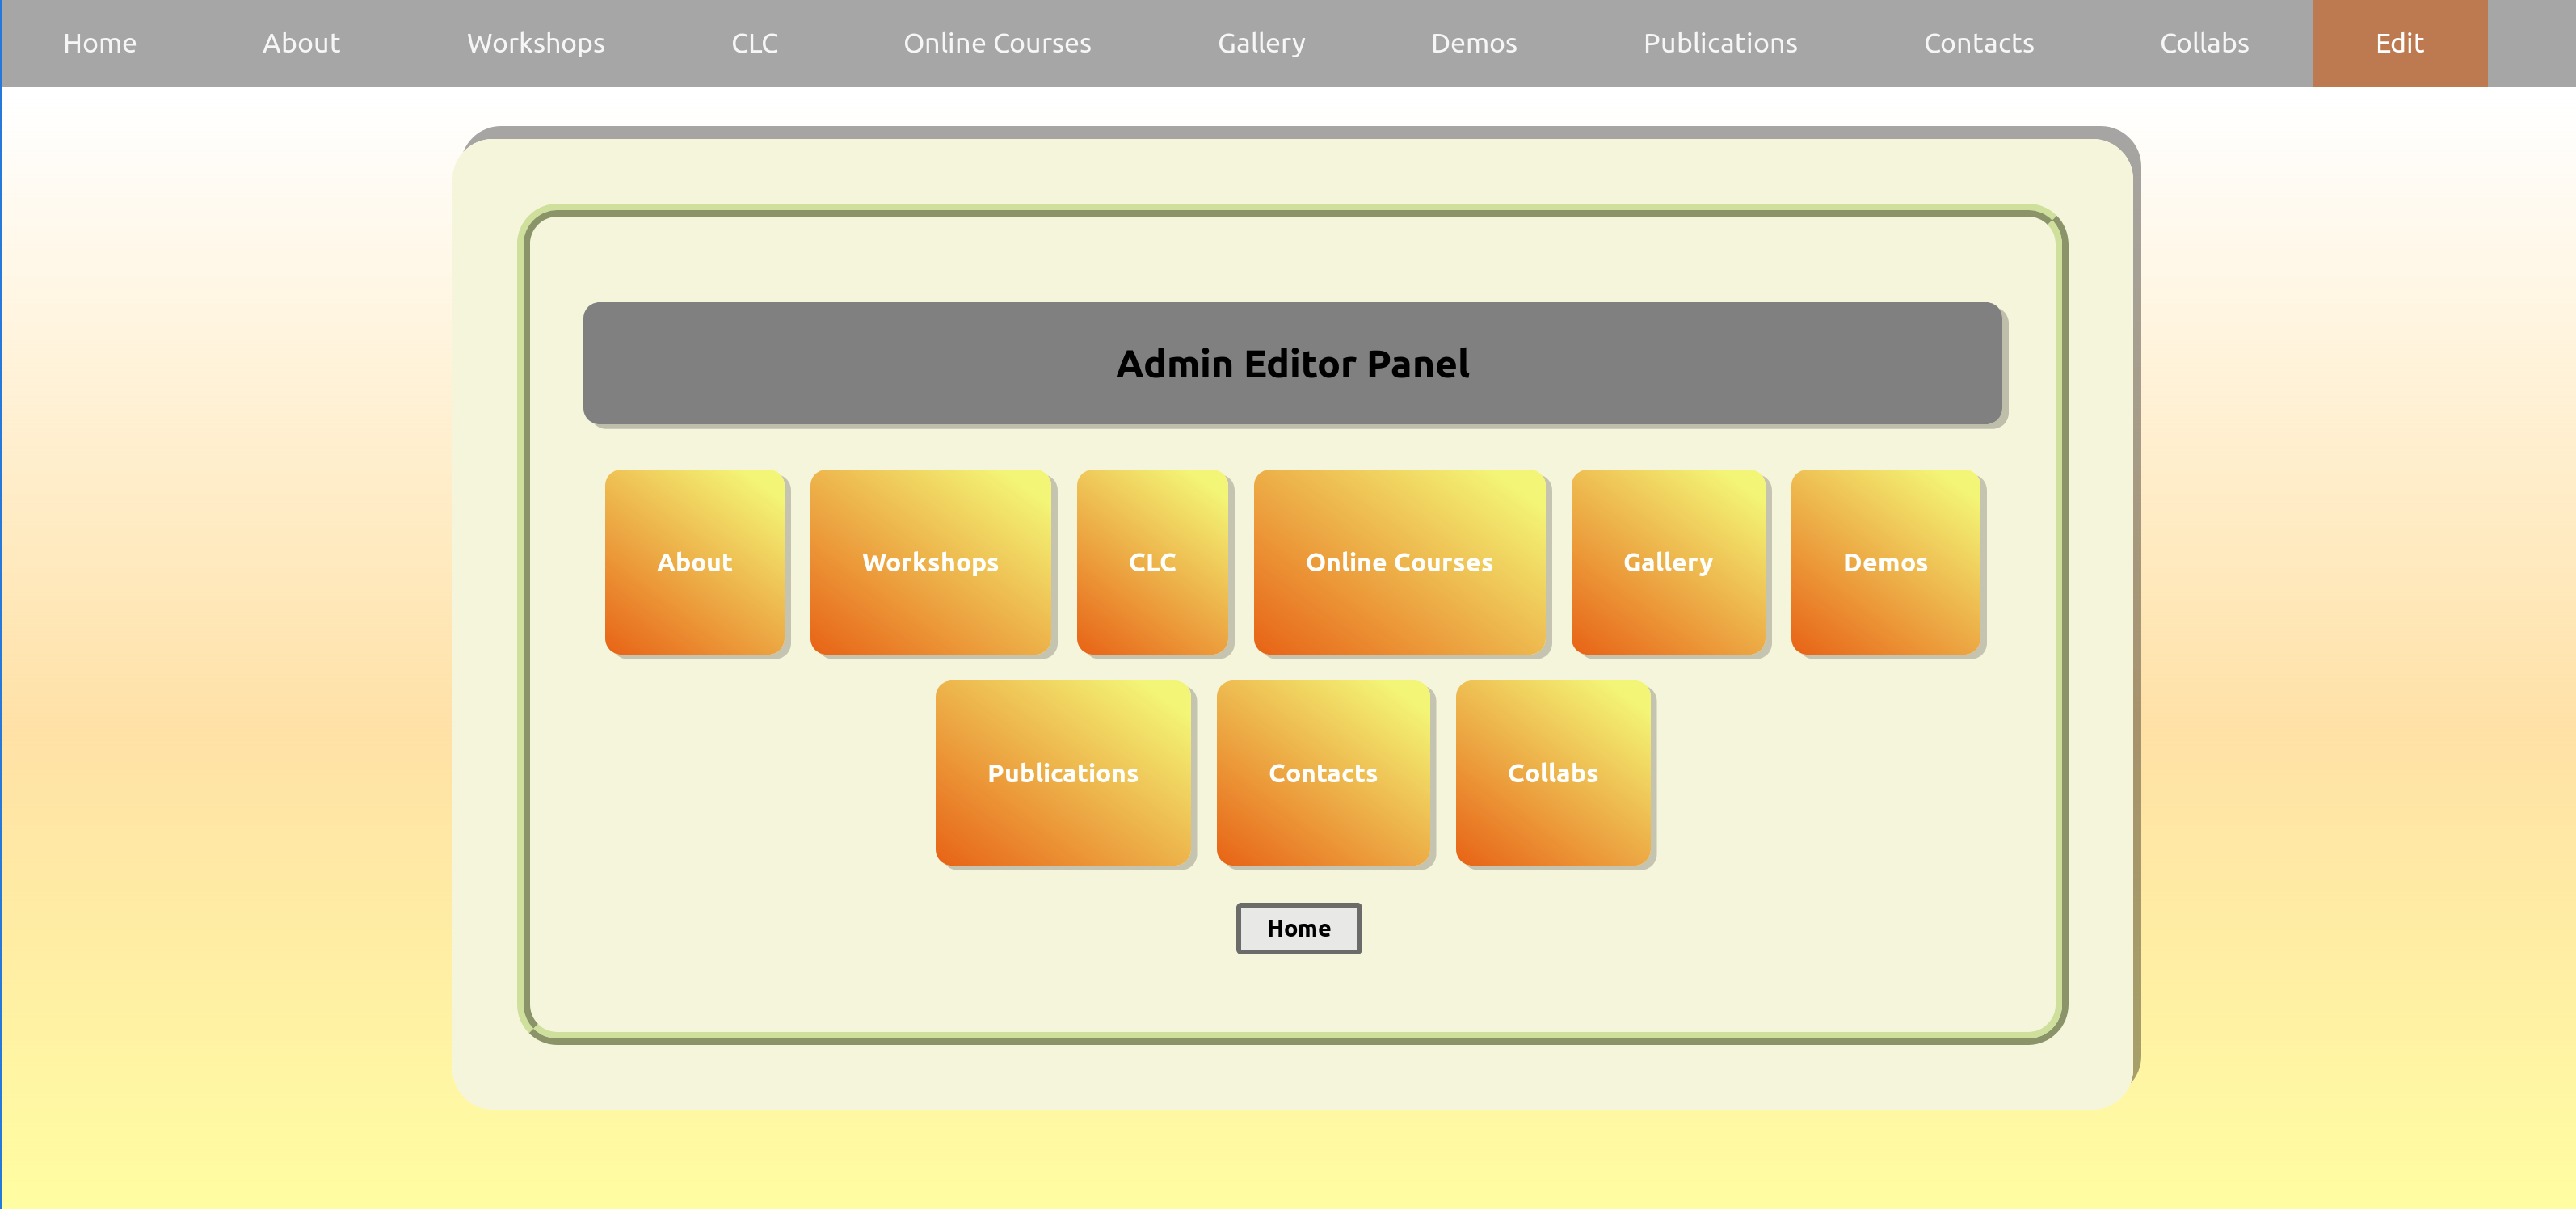 Home About Workshops CLC Online Courses Gallery Demos Publications Contacts Collabs Edit
Admin Editor Panel
About Workshops CLC Online Courses Gallery Demos
Publications Contacts Collabs
Home